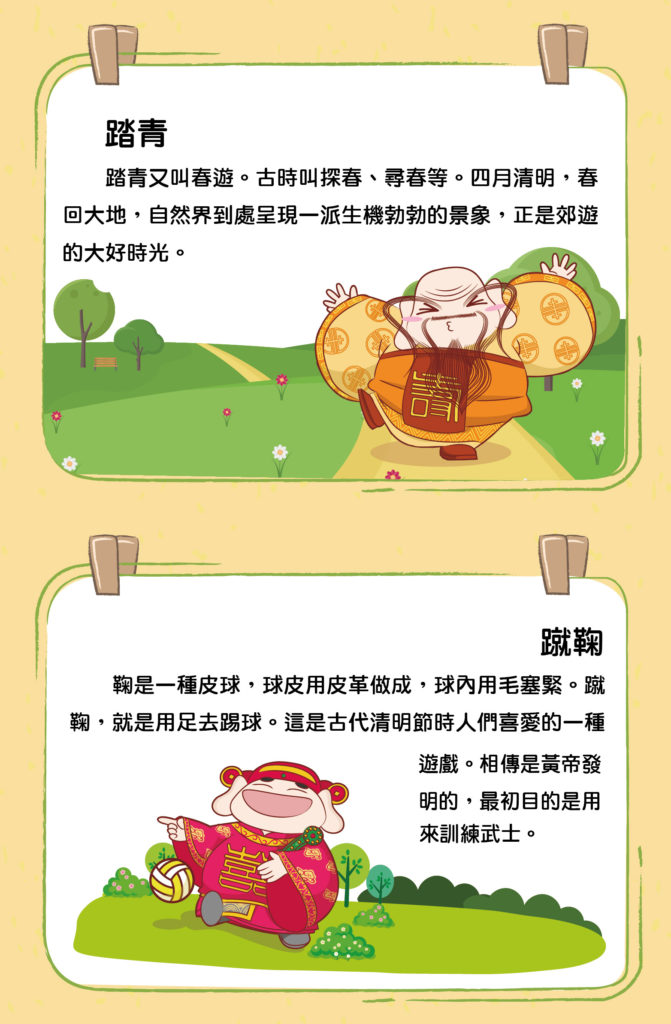 踏青
踏青又叫春遊。古時叫探春、尋春等。四月清明，春
回大地，自然界到處呈現一派生機勃勃的景象，正是郊遊
的大好時光。
壽
蹴鞠
鞠是一種皮球，球皮用皮革做成，球內用毛塞緊。蹴
鞠，就是用足去踢球。這是古代清明節時人們喜愛的一種
遊戲。相傳是黃帝發
明的，最初目的是用
來訓練武士。
喜